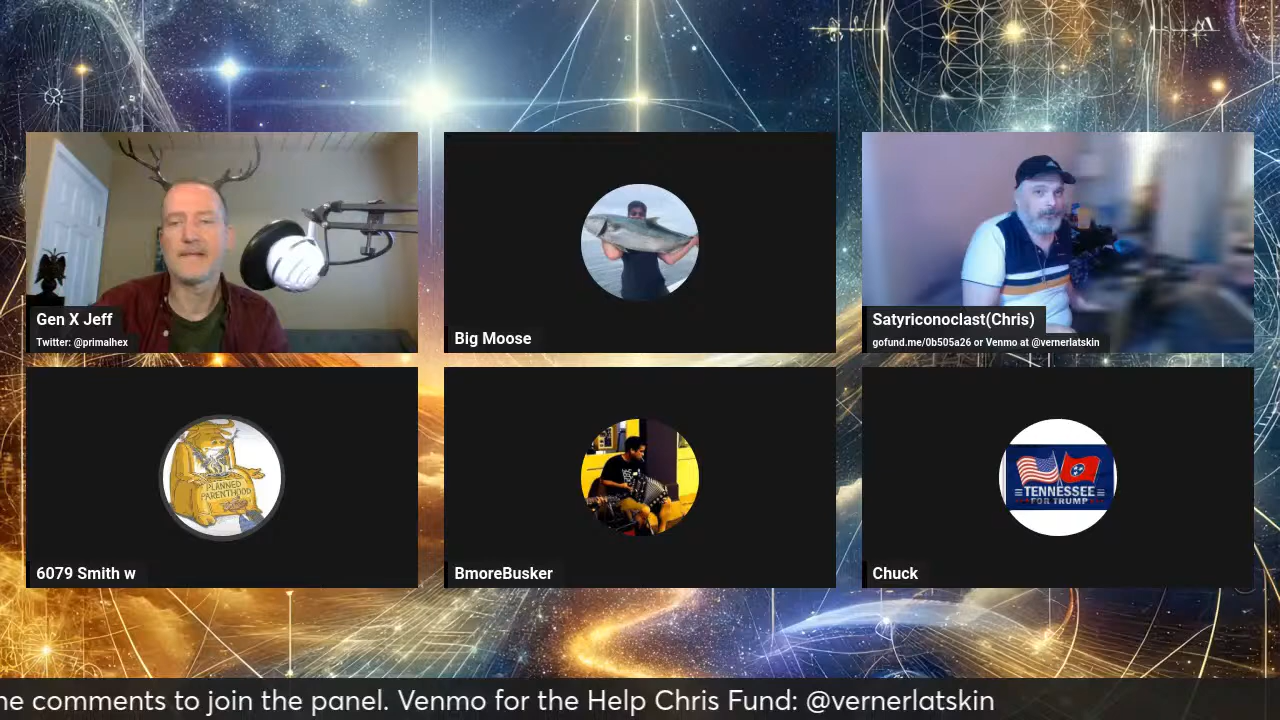 Gen X Jeff
Twitter: @primalhex
Big Moose
Satyriconoclast(Chris)
gofund.me/0b505a26 or Venmo at @vernerlatskin
PLANNED
PARENTHOOD
6079 Smith w
BmoreBusker
TENNESSEE
FOR TRUMP
Chuck
he comments to join the panel. Venmo for the Help Chris Fund: @vernerlatskin